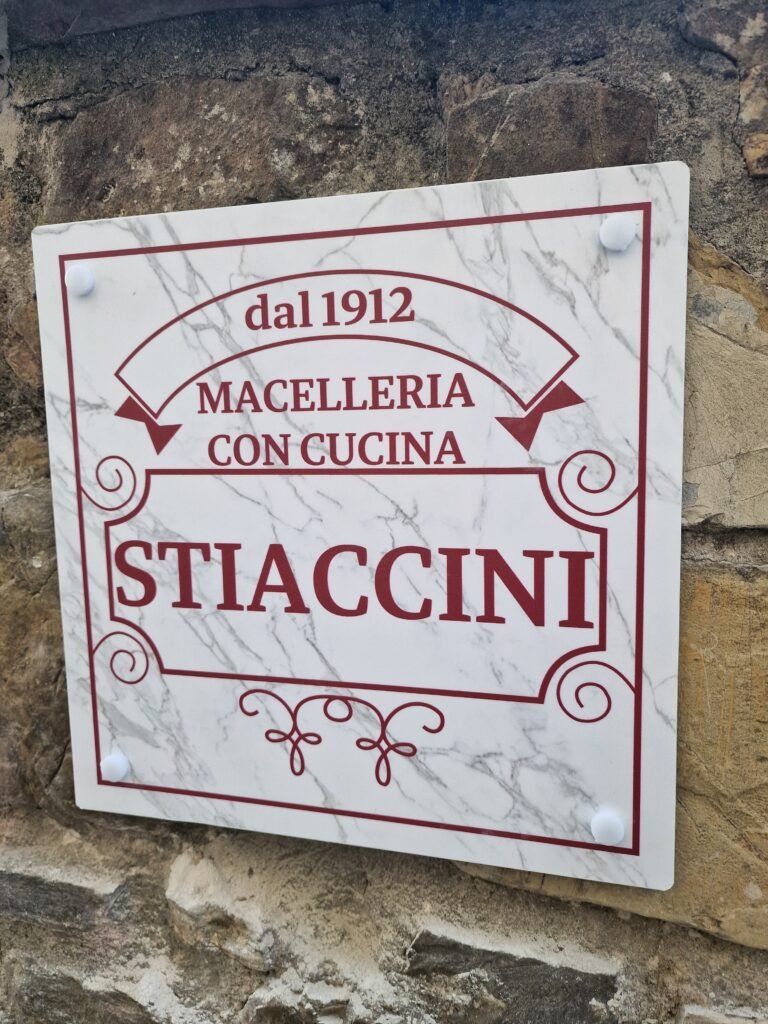 dal 1912
MACELLERIA
CON CUCINA
STIACCINI